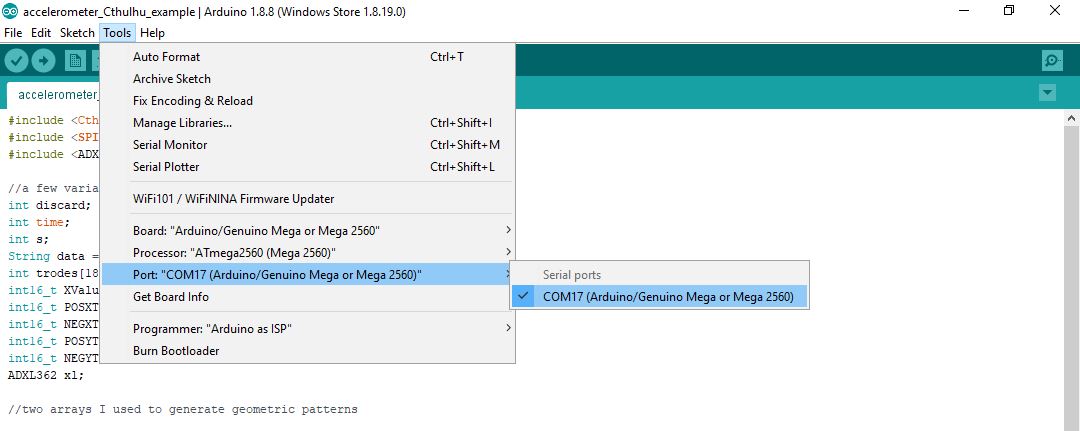 accelerometer_Cthulhu_example | Arduino 1.8.8 (Windows Store 1.8.19.0)
File Edit Sketch Tools Help
accelerometer_
Auto Format Ctrl+T
Archive Sketch
Fix Encoding & Reload
Manage Libraries... Ctrl+Shift+I
Serial Monitor Ctrl+Shift+M
Serial Plotter Ctrl+Shift+L
WiFi101 / WiFiNINA Firmware Updater
Board: "Arduino/Genuino Mega or Mega 2560"
Processor: "ATmega2560 (Mega 2560)"
Port: "COM17 (Arduino/Genuino Mega or Mega 2560)"
Get Board Info
Programmer: "Arduino as ISP"
Burn Bootloader
Serial ports
COM17 (Arduino/Genuino Mega or Mega 2560)
#include <Cth
#include <SPI
#include <ADX
//a few varia
int discard;
int time;
int s;
String data =
int trodes[18
int16_t XValu
int16_t POSXT
int16_t NEGXT
int16_t POSYT
int16_t NEGYT
ADXL362 xl;
//two arrays I used to generate geometric patterns